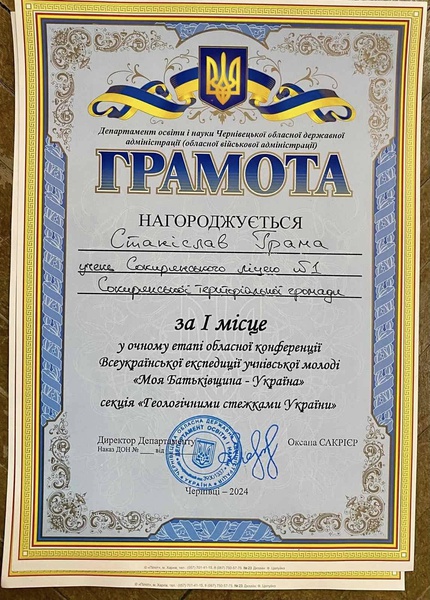 Департамент освіти і науки Чернівецької обласної державної
адміністрації (обласної військової адміністрації)
ГРАМОТА
НАГОРОДЖУЄТЬСЯ
Станіслав Грама
учень Сокирянського ліцею №1
Сокирянської територіальної громади
за І місце
у очному етапі обласної конференції
Всеукраїнської експедиції учнівської молоді
«Моя Батьківщина - Україна»
секція «Геологічними стежками України»
Директор Департаменту
Оксана САКРІЄР
Наказ ДОН № від
Чернівці - 2024